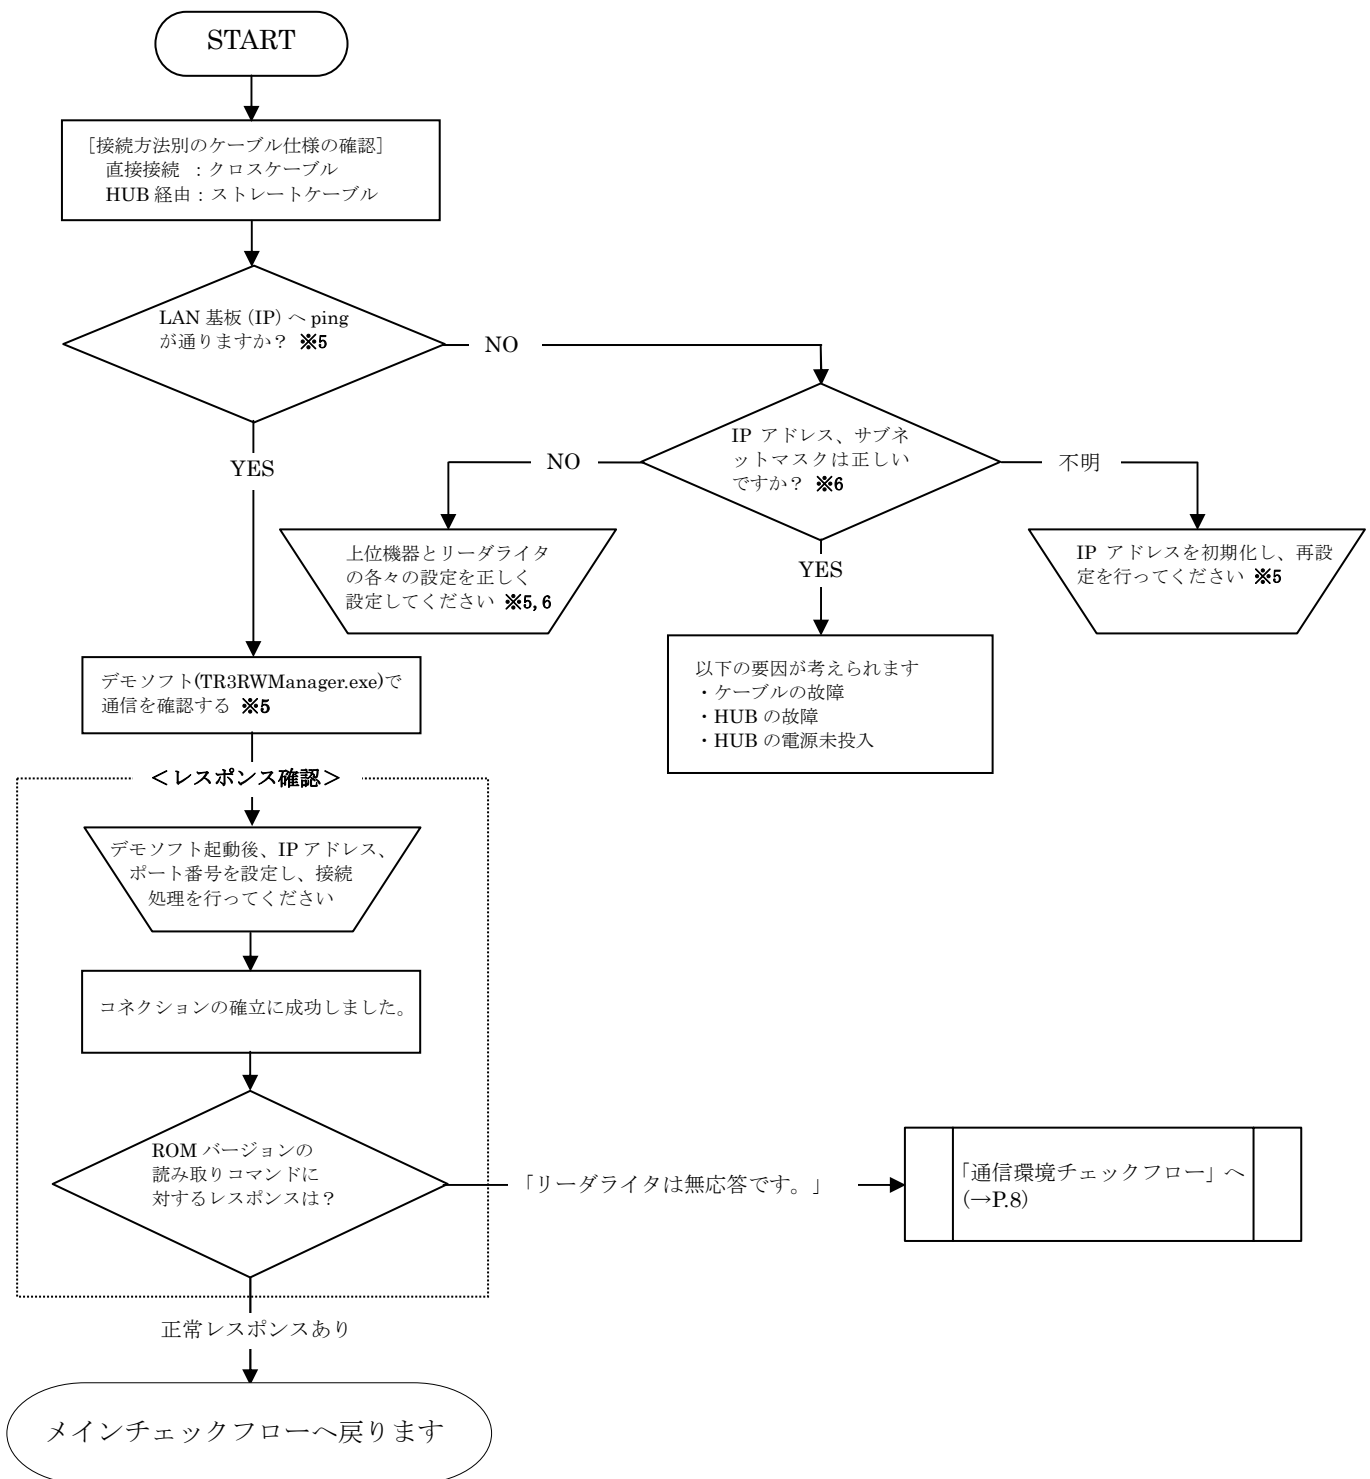 START
[接続方法別のケーブル仕様の確認]
直接接続 : クロスケーブル
HUB 経由 : ストレートケーブル
LAN 基板 (IP) へ ping
が通りますか? ※5
NO
YES
IP アドレス、サブネ
ットマスクは正しい
ですか? ※6
NO
不明
YES
上位機器とリーダライタ
の各々の設定を正しく
設定してください ※5,6
IP アドレスを初期化し、再設
定を行ってください ※5
以下の要因が考えられます
・ケーブルの故障
・HUB の故障
・HUB の電源未投入
デモソフト(TR3RWManager.exe)で
通信を確認する ※5
<レスポンス確認>
デモソフト起動後、IP アドレス、
ポート番号を設定し、接続
処理を行ってください
コネクションの確立に成功しました。
ROM バージョンの
読み取りコマンドに
対するレスポンスは?
「リーダライタは無応答です。」
「通信環境チェックフロー」へ
(→P.8)
正常レスポンスあり
メインチェックフローへ戻ります